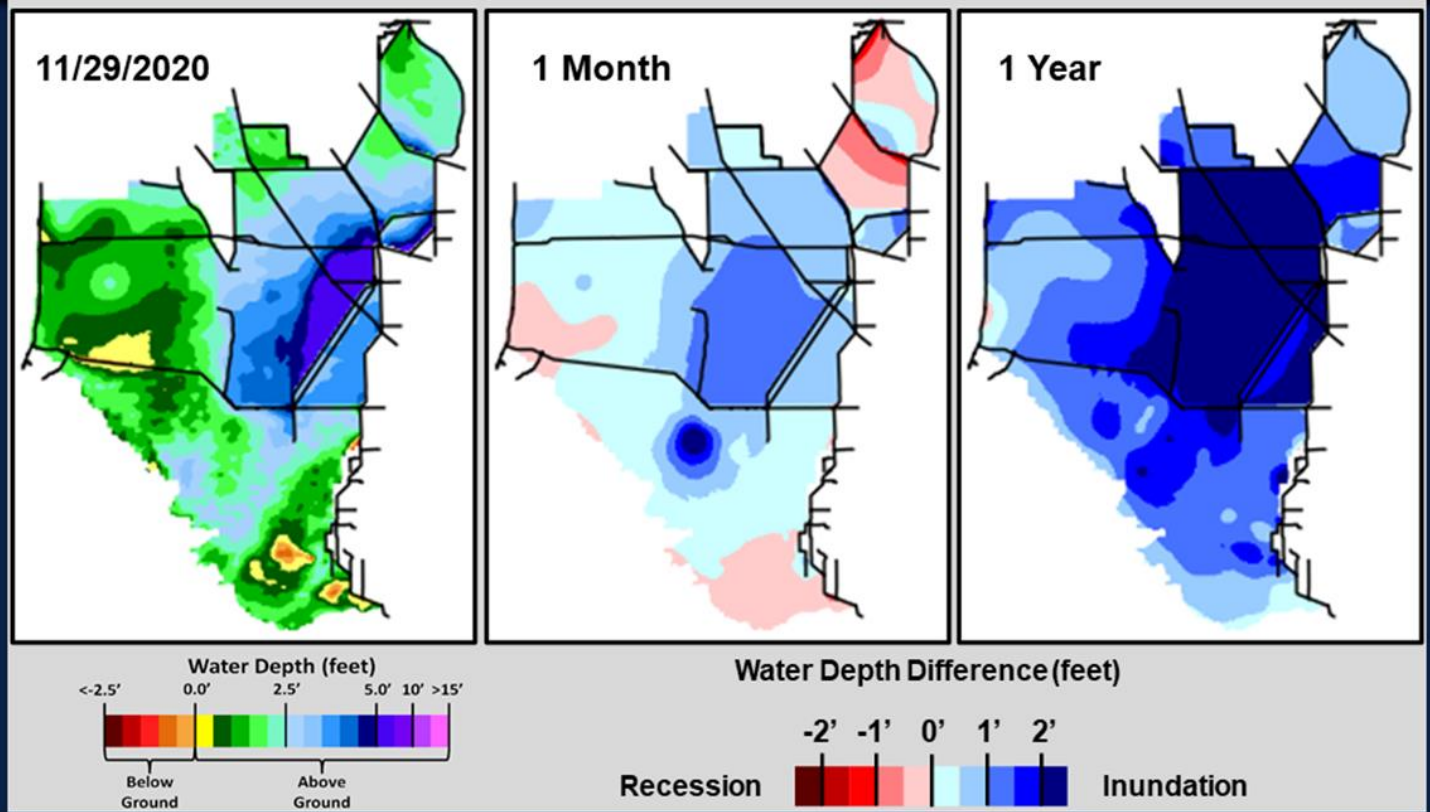 11/29/2020
1 Month
1 Year
Water Depth (feet)
<-2.5’ 0.0’ 2.5’ 5.0’ 10’ >15’
Below
Ground
Above
Ground
Water Depth Difference (feet)
-2’ -1’ 0’ 1’ 2’
Recession Inundation